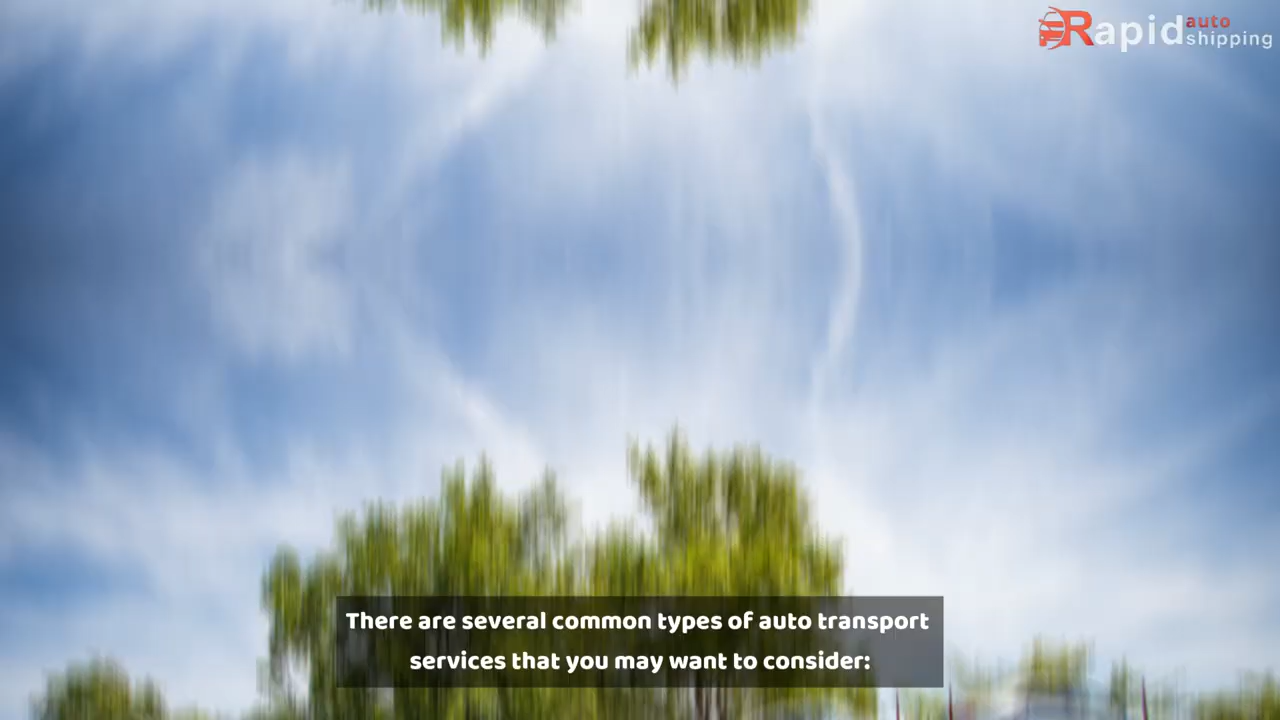 Rapid auto shipping
There are several common types of auto transport
services that you may want to consider: